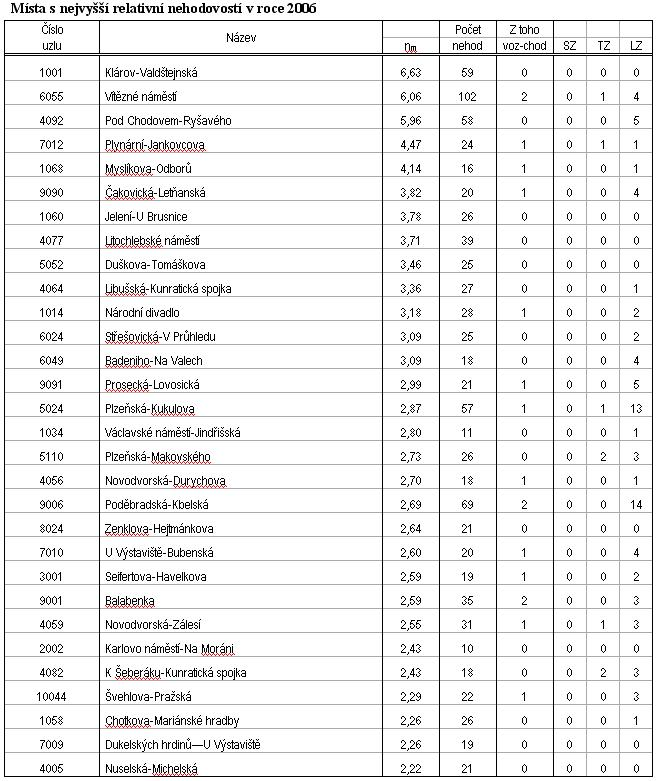 Místa s nejvyšší relativní nehodovostí v roce 2006
Číslo uzlu Název nm Počet nehod Z toho voz-chod SZ TZ LZ
1001 Klárov-Valdštejnská 6,63 59 0 0 0 0
6055 Vítězné náměstí 6,06 102 2 0 1 4
4092 Pod Chodovem-Ryšavého 5,96 58 0 0 0 5
7012 Plynární-Jankovcova 4,47 24 1 0 1 1
1068 Myslíkova-Odborů 4,14 16 1 0 0 1
9090 Čakovická-Letňanská 3,82 20 1 0 0 4
1060 Jelení-U Brusnice 3,78 26 0 0 0 0
4077 Litochlebské náměstí 3,71 39 0 0 0 0
5052 Duškova-Tomáškova 3,46 25 0 0 0 0
4064 Libušská-Kunratická spojka 3,36 27 0 0 0 1
1014 Národní divadlo 3,18 28 1 0 0 2
6024 Střešovická-V Průhledu 3,09 25 0 0 0 2
6049 Badeniho-Na Valech 3,09 18 0 0 0 4
9091 Prosecká-Lovosická 2,99 21 1 0 0 5
5024 Plzeňská-Kukulova 2,87 57 1 0 1 13
1034 Václavské náměstí-Jindřišská 2,80 11 0 0 0 1
5110 Plzeňská-Makovského 2,73 26 0 0 2 3
4056 Novodvorská-Durychova 2,70 18 1 0 0 1
9006 Poděbradská-Kbelská 2,69 69 2 0 0 14
8024 Zenklova-Hejtmánkova 2,64 21 0 0 0 0
7010 U Výstaviště-Bubenská 2,60 20 1 0 0 4
3001 Seifertova-Havelkova 2,59 19 1 0 0 2
9001 Balabenka 2,59 35 2 0 0 3
4059 Novodvorská-Zálesí 2,55 31 1 0 1 3
2002 Karlovo náměstí-Na Moráni 2,43 10 0 0 0 0
4082 K Šeberáku-Kunratická spojka 2,43 18 0 0 2 3
10044 Švehlova-Pražská 2,29 22 1 0 0 3
1058 Chotkova-Mariánské hradby 2,26 26 0 0 0 1
7009 Dukelských hrdinů—U Výstaviště 2,26 19 0 0 0 0
4005 Nuselská-Michelská 2,22 21 0 0 0 0